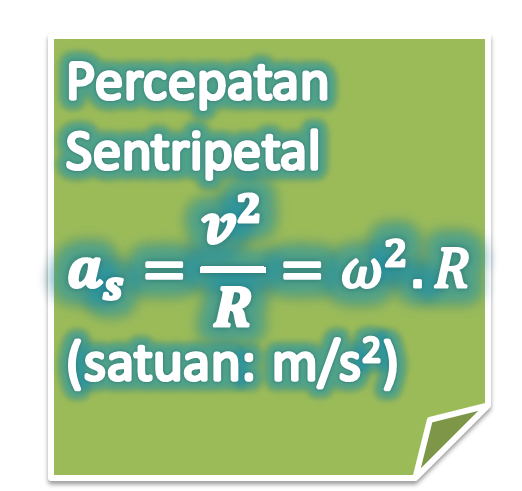 Percepatan
Sentripetal
a_s = v²/R = ω².R
(satuan: m/s²)